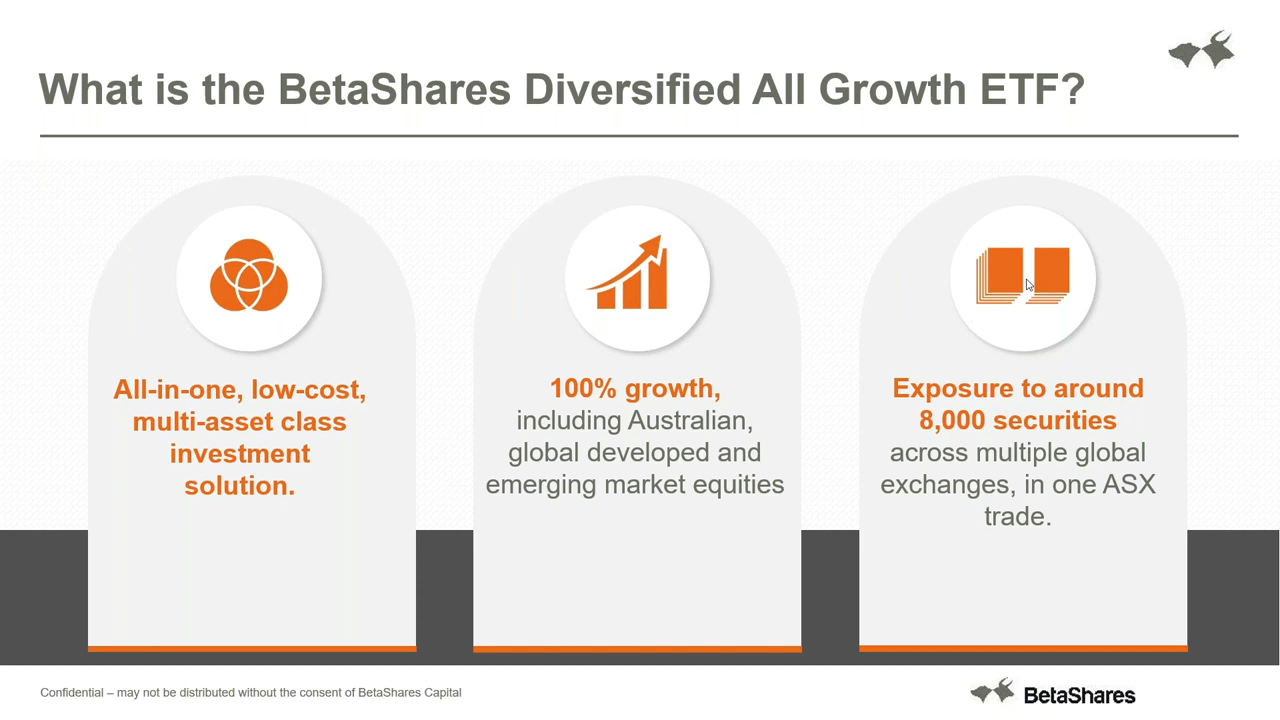 What is the BetaShares Diversified All Growth ETF?
All-in-one, low-cost,
multi-asset class
investment
solution.
100% growth,
including Australian,
global developed and
emerging market equities
Exposure to around
8,000 securities
across multiple global
exchanges, in one ASX
trade.
Confidential – may not be distributed without the consent of BetaShares Capital
BetaShares